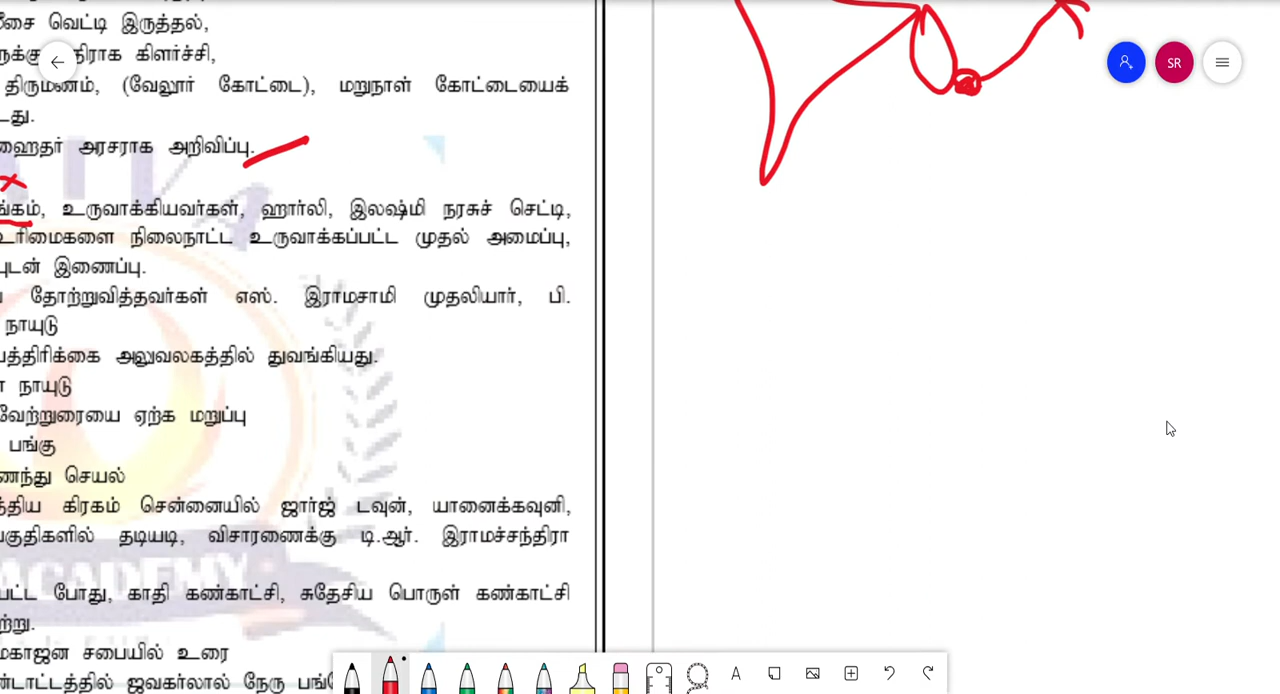 வெட்டி இருத்தல்,
கிளர்ச்சி,
திருமணம், (வேலூர் கோட்டை), மறுநாள் கோட்டையைக்
டது.
ஹைதர் அரசராக அறிவிப்பு.
ங்கம், உருவாக்கியவர்கள், ஹார்லி, இலஷ்மி நரசுச் செட்டி,
உரிமைகளை நிலைநாட்ட உருவாக்கப்பட்ட முதல் அமைப்பு,
புடன் இணைப்பு.
தோற்றுவித்தவர்கள் எஸ். இராமசாமி முதலியார், பி.
நாயுடு
பத்திரிக்கை அலுவலகத்தில் துவங்கியது.
நாயுடு
வேற்றுரையை ஏற்க மறுப்பு
பங்கு
ணைந்து செயல்
த்திய கிரகம் சென்னையில் ஜார்ஜ் டவுன், யானைக்கவுனி,
பகுதிகளில் தடியடி, விசாரணைக்கு டி.ஆர். இராமச்சந்திரா
ACADEMY
பட்ட போது, காதி கண்காட்சி, சுதேசிய பொருள் கண்காட்சி
ற்று.
மகாஜன சபையில் உரை
ண்டாட்டத்தில் ஜவகர்லால் நேரு
SR
A